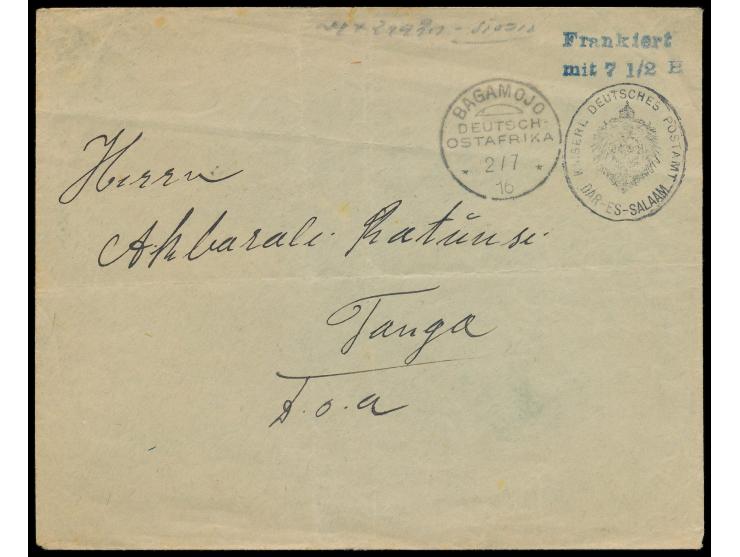 Frankiert
mit 7 1/2 H
BAGAMOJO
DEUTSCH-
OSTAFRIKA
* 2/7 *
16
KAISERL. DEUTSCHES POSTAMT
DAR-ES-SALAAM
Herrn
Akbarali Ratünsi
Tanga
D.o.a